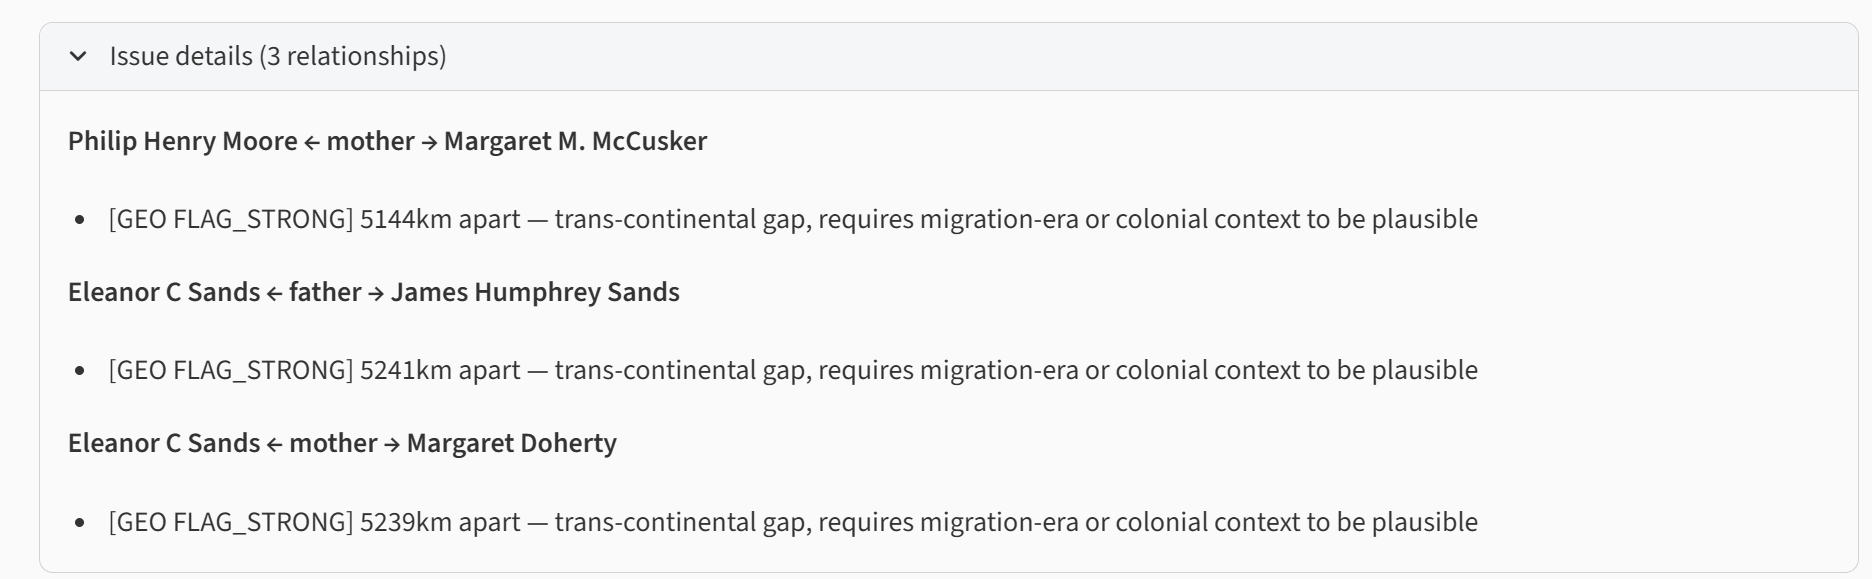 Issue details (3 relationships)
Philip Henry Moore ← mother → Margaret M. McCusker
• [GEO FLAG_STRONG] 5144km apart — trans-continental gap, requires migration-era or colonial context to be plausible
Eleanor C Sands ← father → James Humphrey Sands
• [GEO FLAG_STRONG] 5241km apart — trans-continental gap, requires migration-era or colonial context to be plausible
Eleanor C Sands ← mother → Margaret Doherty
• [GEO FLAG_STRONG] 5239km apart — trans-continental gap, requires migration-era or colonial context to be plausible